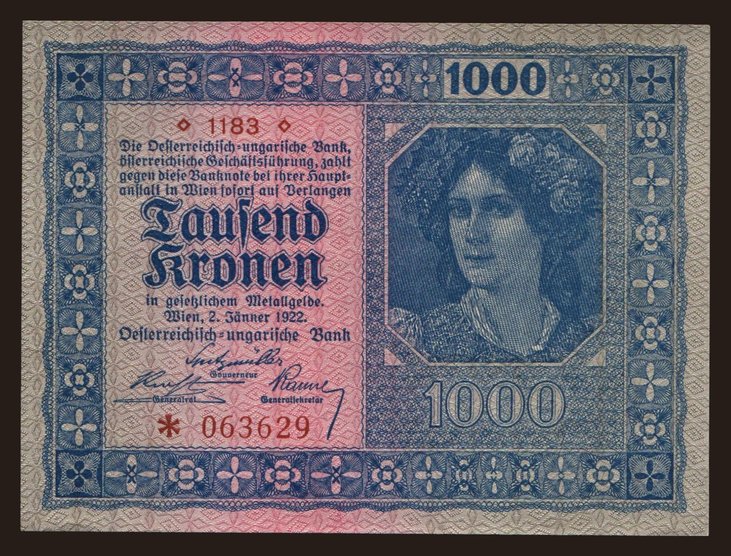 1000
1183
Die Oesterreichisch-ungarische Bank,
österreichische Geschäftsführung, zahlt
gegen diese Banknote bei ihrer Haupt-
anstalt in Wien sofort auf Verlangen
Tausend
Kronen
in gesetzlichem Metallgelde.
Wien, 2. Jänner 1922.
Oesterreichisch-ungarische Bank
Gouverneur
Generalrat
Generalsekretär
* 063629
1000